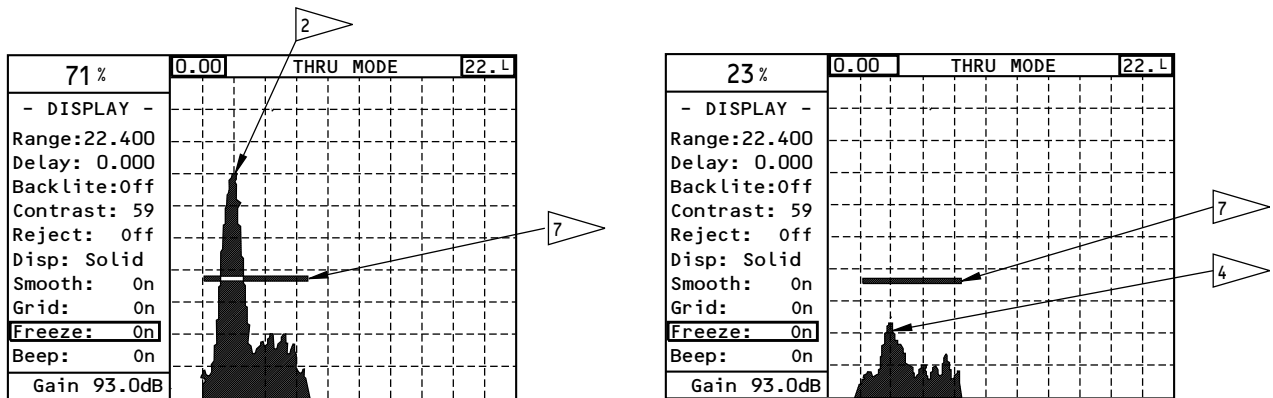 2
71 %
0.00 THRU MODE 22. L
- DISPLAY -
Range:22.400
Delay: 0.000
Backlite:Off
Contrast: 59
Reject: Off
Disp: Solid
Smooth: On
Grid: On
Freeze: On
Beep: On
Gain 93.0dB
7
23 %
0.00 THRU MODE 22. L
- DISPLAY -
Range:22.400
Delay: 0.000
Backlite:Off
Contrast: 59
Reject: Off
Disp: Solid
Smooth: On
Grid: On
Freeze: On
Beep: On
Gain 93.0dB
7
4